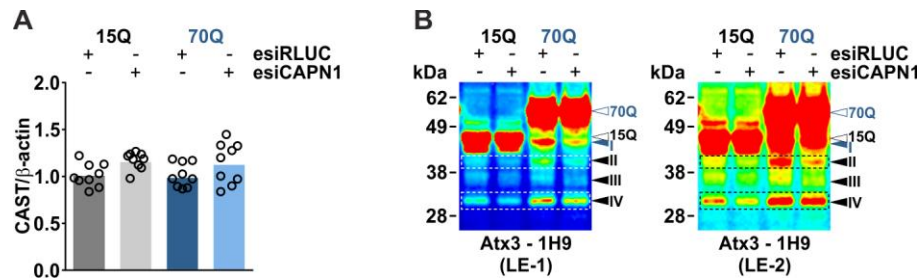 A
15Q 70Q
+ - + - esiRLUC
- + - + esiCAPN1
CAST/β-actin
2.0
1.5
1.0
0.5
0.0
B
15Q 70Q
+ - + - 
- + - +
kDa
62
49
38
28
Atx3 - 1H9
(LE-1)
70Q
15Q
I
II
III
IV
15Q 70Q
+ - + - esiRLUC
- + - + esiCAPN1
kDa
62
49
38
28
Atx3 - 1H9
(LE-2)
70Q
15Q
I
II
III
IV